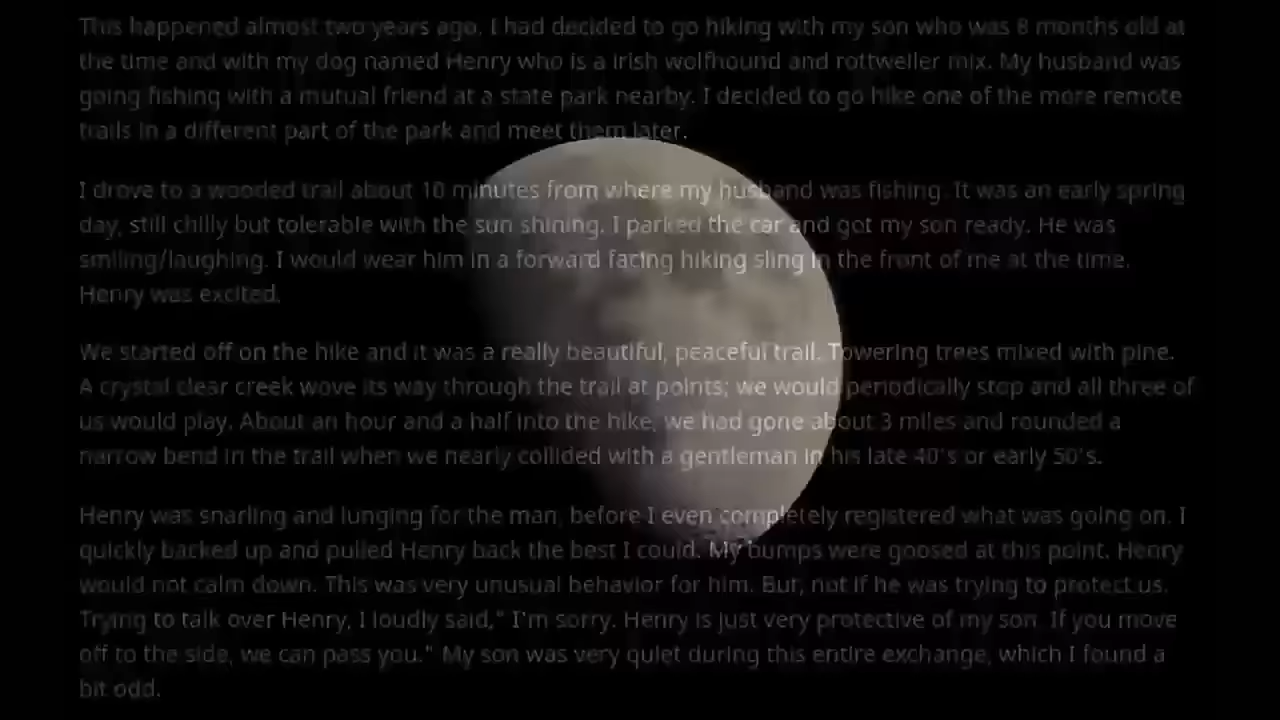 This happened almost two years ago. I had decided to go hiking with my son who was 8 months old at
the time and with my dog named Henry who is a irish wolfhound and rottweiler mix. My husband was
going fishing with a mutual friend at a state park nearby. I decided to go hike one of the more remote
trails in a different part of the park and meet them later.
I drove to a wooded trail about 10 minutes from where my husband was fishing. It was an early spring
day, still chilly but tolerable with the sun shining. I parked the car and got my son ready. He was
smiling/laughing. I would wear him in a forward facing hiking sling in the front of me at the time.
Henry was excited.
We started off on the hike and it was a really beautiful, peaceful trail. Towering trees mixed with pine.
A crystal clear creek wove its way through the trail at points; we would periodically stop and all three of
us would play. About an hour and a half into the hike, we had gone about 3 miles and rounded a
narrow bend in the trail when we nearly collided with a gentleman in his late 40's or early 50's.
Henry was snarling and lunging for the man, before I even completely registered what was going on. I
quickly backed up and pulled Henry back the best I could. My bumps were goosed at this point. Henry
would not calm down. This was very unusual behavior for him. But, not if he was trying to protect us.
Trying to talk over Henry, I loudly said," I'm sorry. Henry is just very protective of my son. If you move
off to the side, we can pass you." My son was very quiet during this entire exchange, which I found a
bit odd.